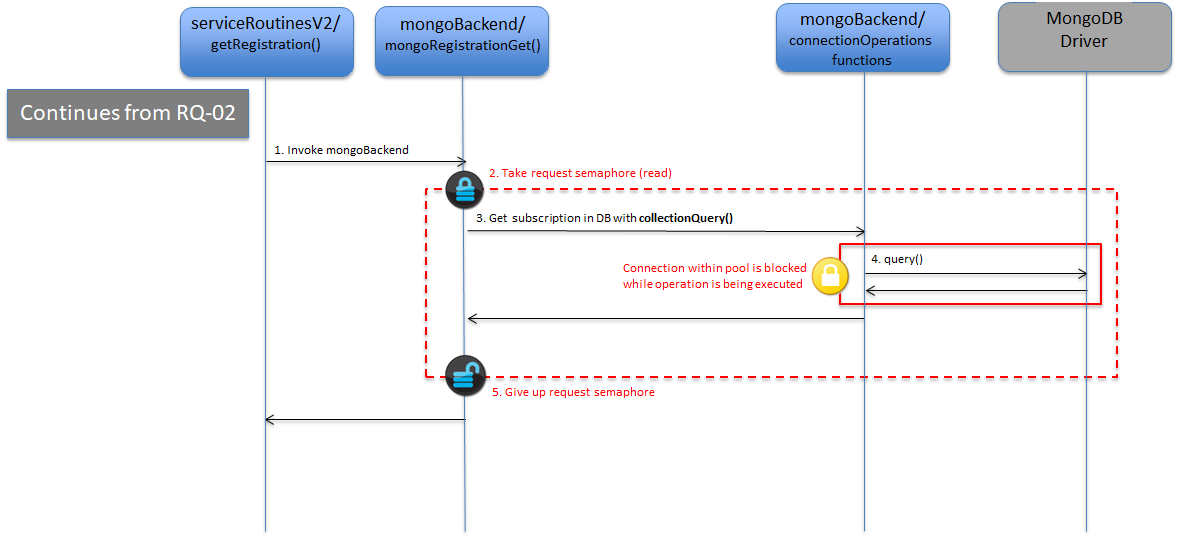 serviceRoutinesV2/
getRegistration()
mongoBackend/
mongoRegistrationGet()
mongoBackend/
connectionOperations
functions
MongoDB
Driver
Continues from RQ-02
1. Invoke mongoBackend
2. Take request semaphore (read)
3. Get subscription in DB with collectionQuery()
4. query()
Connection within pool is blocked
while operation is being executed
5. Give up request semaphore